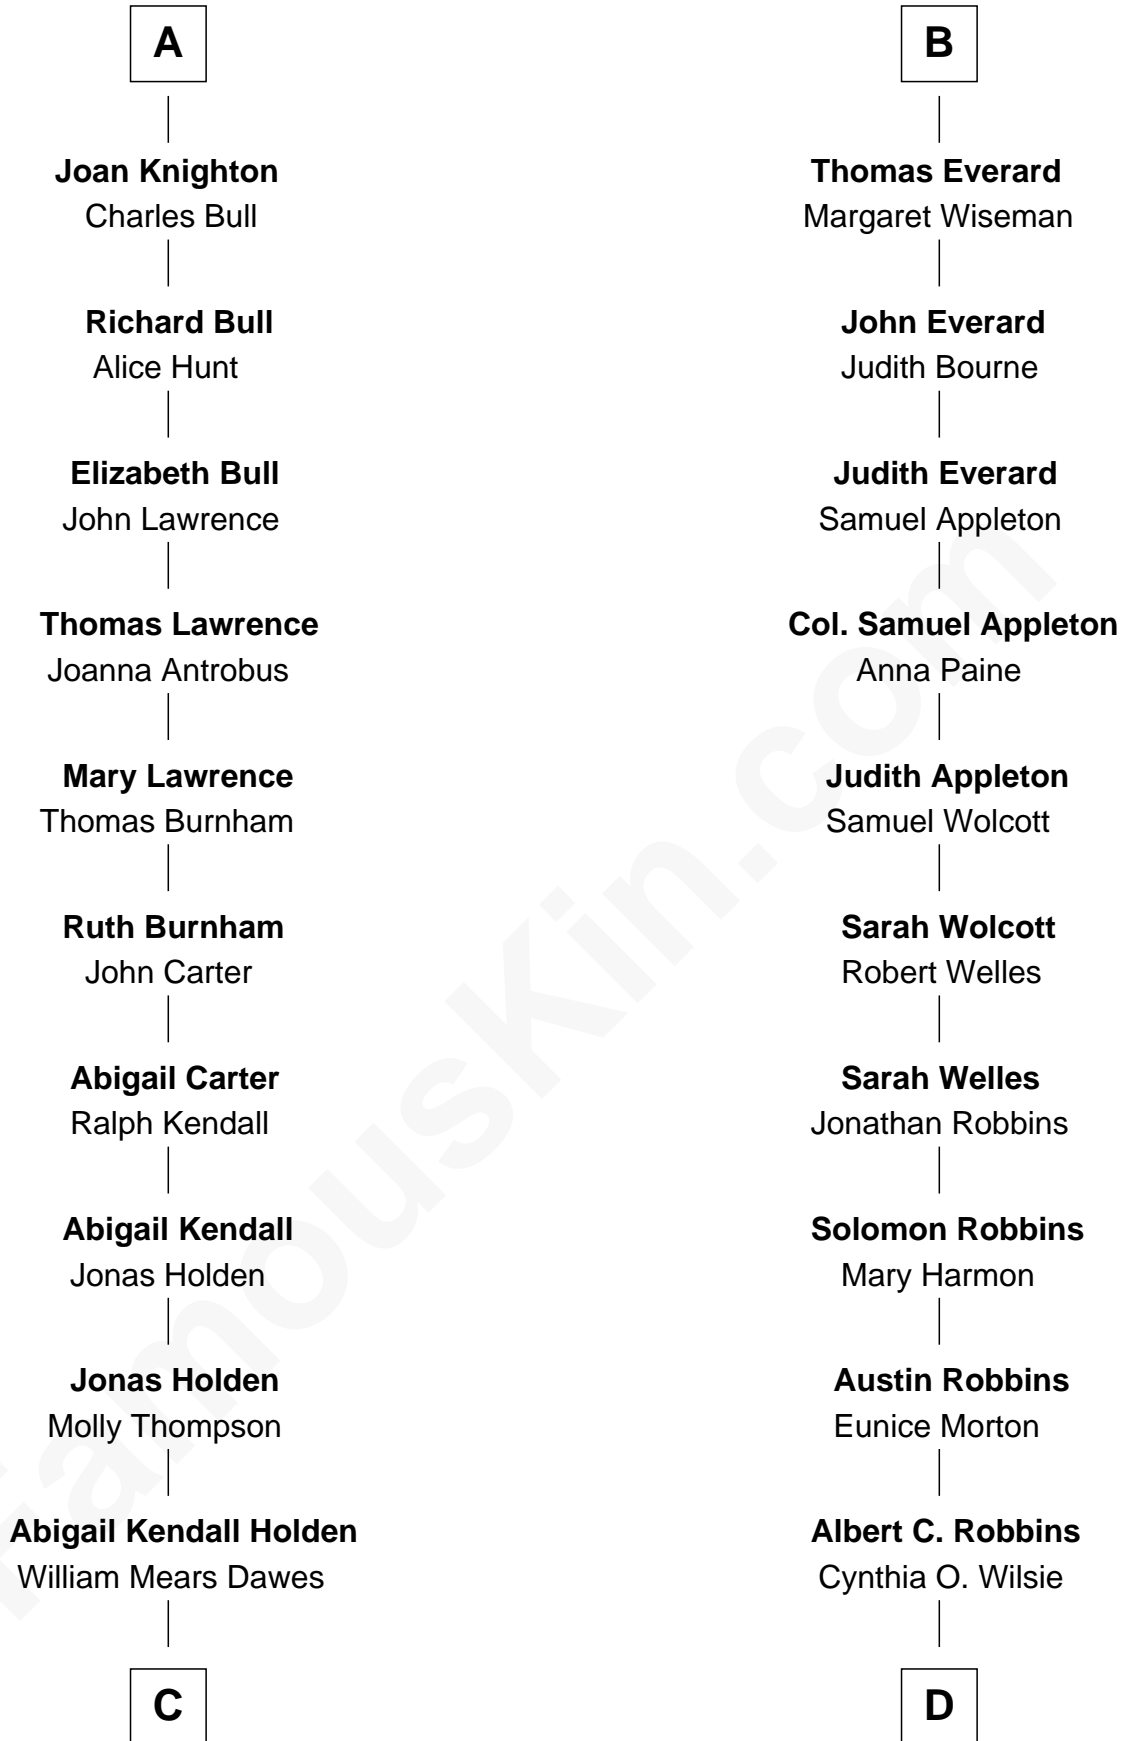 A
Joan Knighton
Charles Bull
Richard Bull
Alice Hunt
Elizabeth Bull
John Lawrence
Thomas Lawrence
Joanna Antrobus
Mary Lawrence
Thomas Burnham
Ruth Burnham
John Carter
Abigail Carter
Ralph Kendall
Abigail Kendall
Jonas Holden
Jonas Holden
Molly Thompson
Abigail Kendall Holden
William Mears Dawes
C
B
Thomas Everard
Margaret Wiseman
John Everard
Judith Bourne
Judith Everard
Samuel Appleton
Col. Samuel Appleton
Anna Paine
Judith Appleton
Samuel Wolcott
Sarah Wolcott
Robert Welles
Sarah Welles
Jonathan Robbins
Solomon Robbins
Mary Harmon
Austin Robbins
Eunice Morton
Albert C. Robbins
Cynthia O. Wilsie
D
FamousKin.com